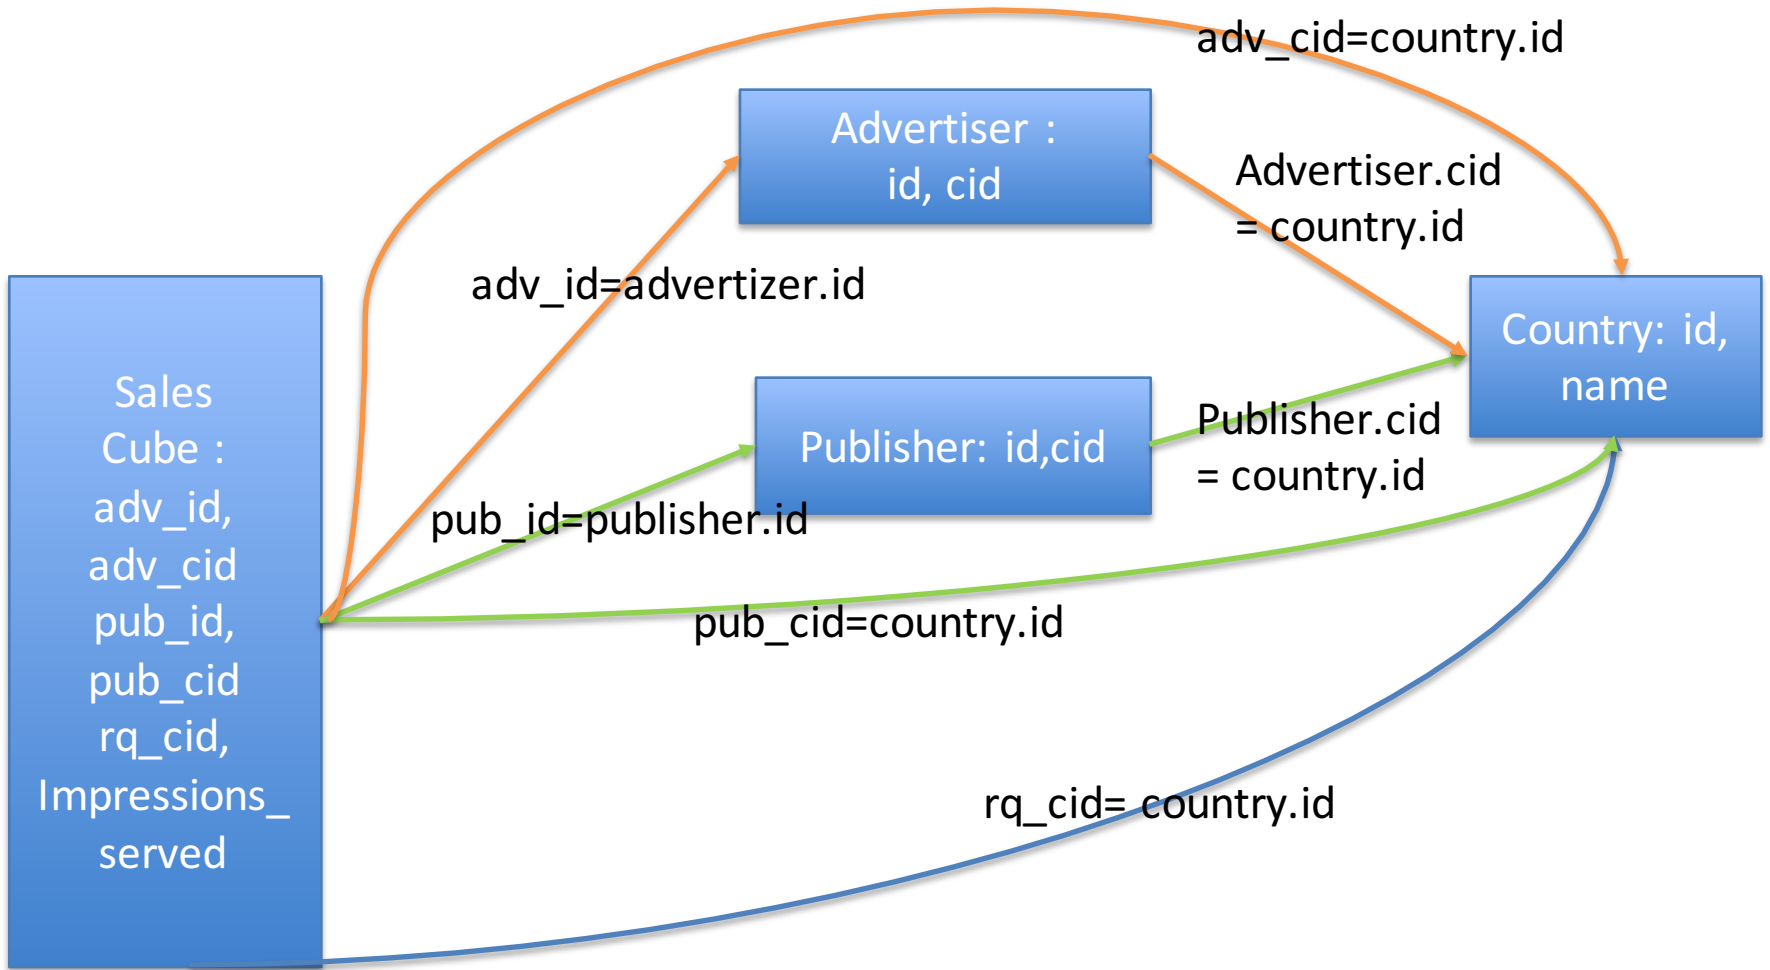 adv_cid=country.id
Advertiser :
id, cid
Advertiser.cid
= country.id
adv_id=advertizer.id
Country: id,
name
Sales
Cube :
adv_id,
adv_cid
pub_id,
pub_cid
rq_cid,
Impressions_
served
Publisher: id,cid
Publisher.cid
= country.id
pub_id=publisher.id
pub_cid=country.id
rq_cid= country.id